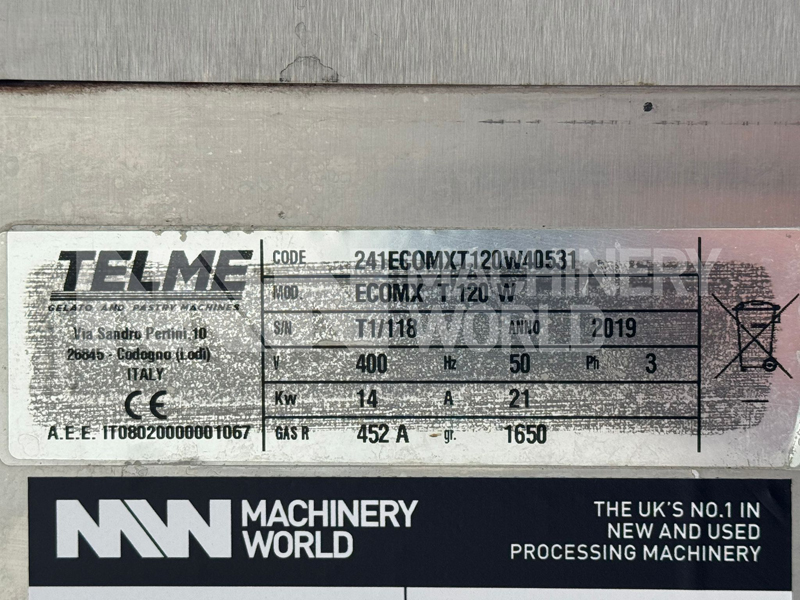 TELME
GELATO AND PASTRY MACHINES
Via Sandro Pertini, 10
26845 - Codogno (Lodi)
ITALY
CE
A.E.E. IT08020000001067
CODE 241ECOMXT120W40531
MOD. ECOMX T 120 W
S/N T1/118 ANNO 2019
V 400 Hz 50 Ph 3
Kw 14 A 21
GAS R 452 A - gr. 1650
MACHINERY
WORLD
MW MACHINERY
WORLD
THE UK'S NO.1 IN
NEW AND USED
PROCESSING MACHINERY